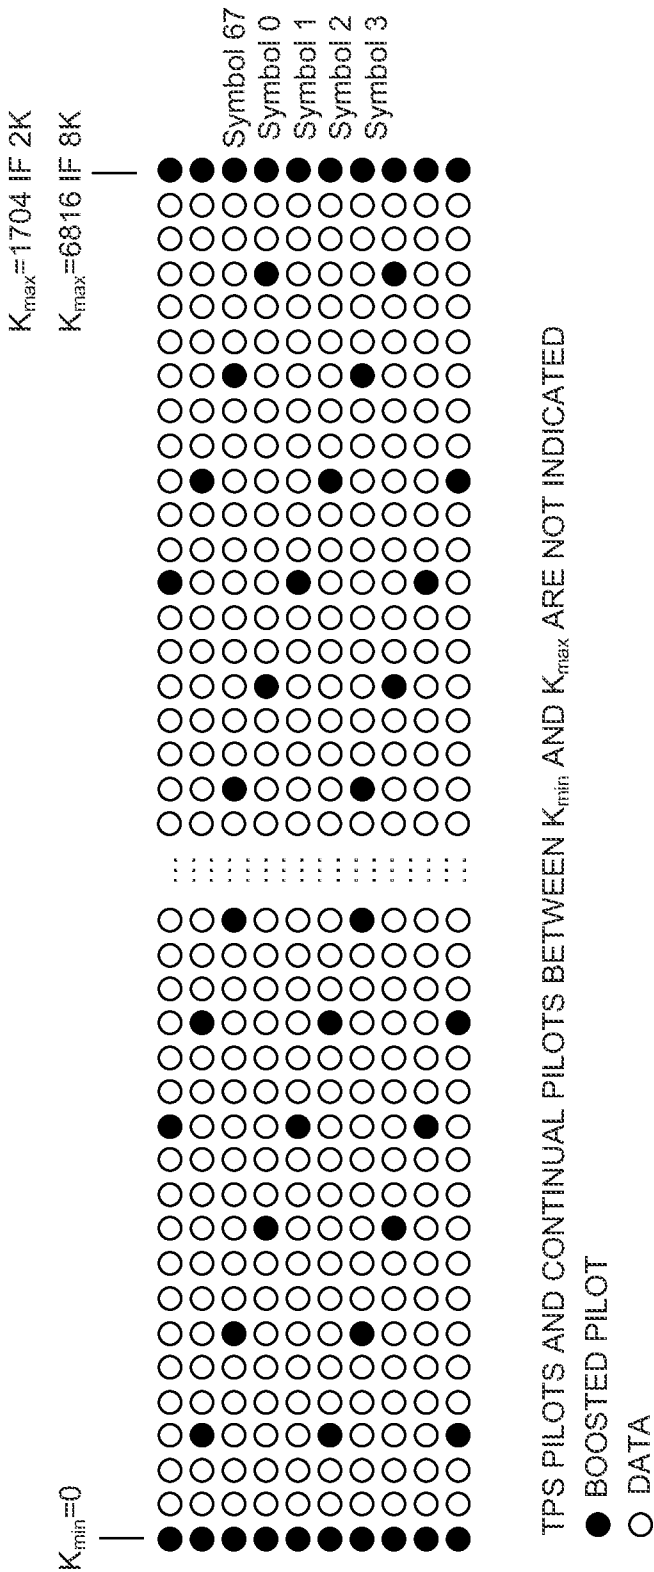 K_max=1704 IF 2K
K_min=0
K_max=6816 IF 8K
Symbol 67
Symbol 0
Symbol 1
Symbol 2
Symbol 3
TPS PILOTS AND CONTINUAL PILOTS BETWEEN K_min AND K_max ARE NOT INDICATED
BOOSTED PILOT
DATA